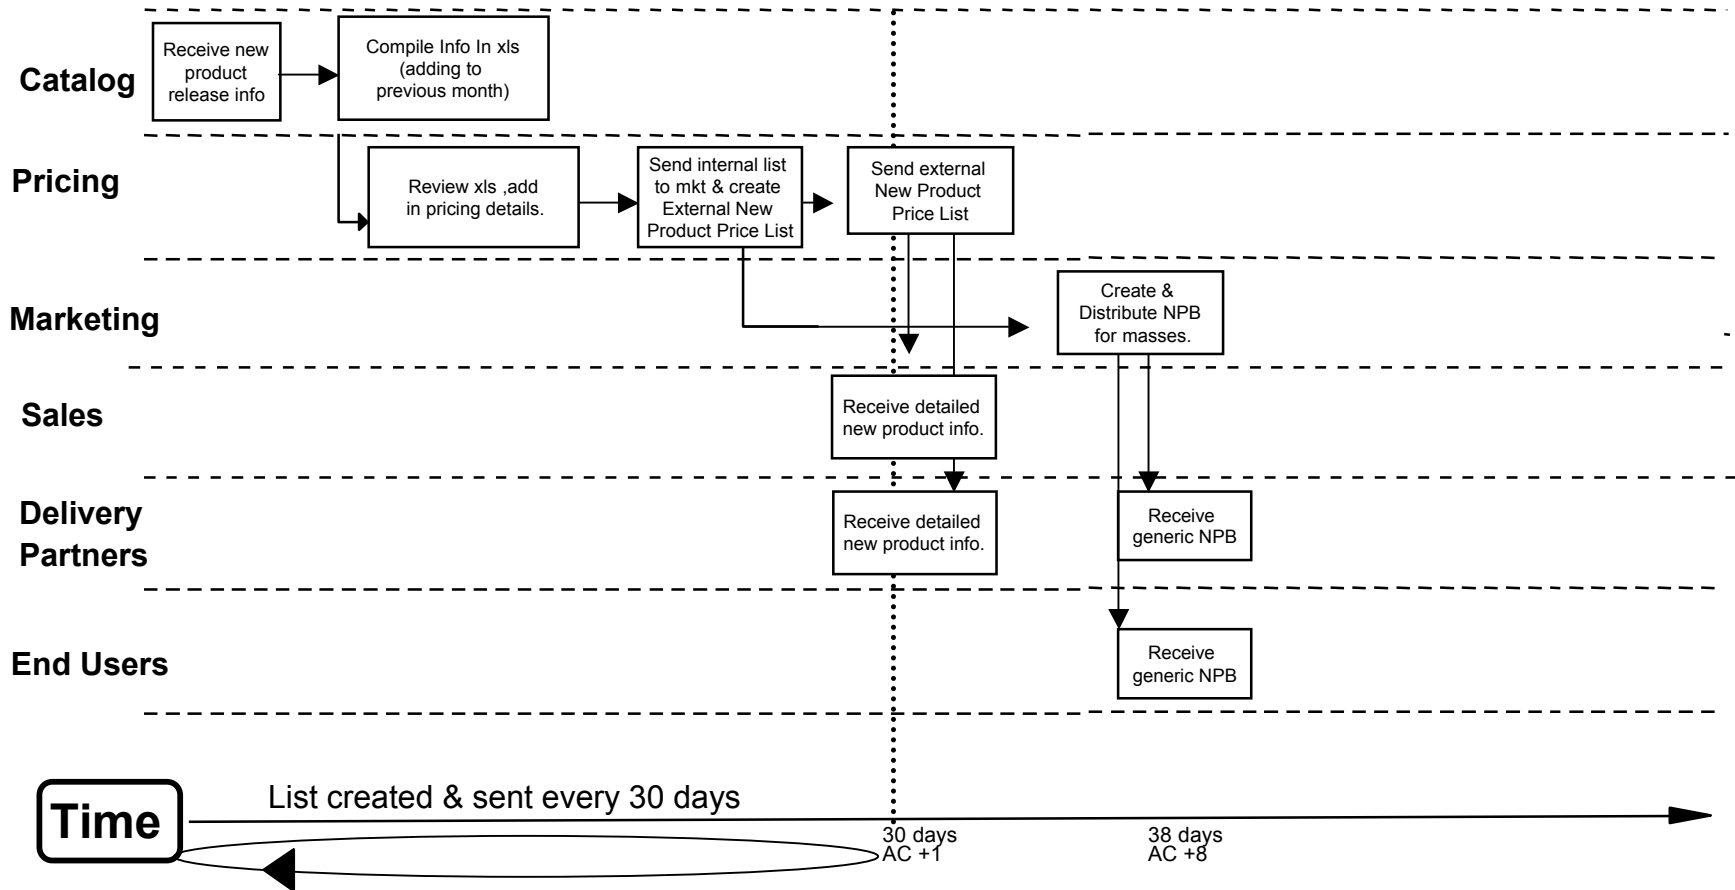 Catalog
Receive new
product
release info
Compile Info In xls
(adding to
previous month)
Pricing
Review xls ,add
in pricing details.
Send internal list
to mkt & create
External New
Product Price List
Send external
New Product
Price List
Marketing
Create &
Distribute NPB
for masses.
Sales
Receive detailed
new product info.
Delivery
Partners
Receive detailed
new product info.
Receive
generic NPB
End Users
Receive
generic NPB
Time
List created & sent every 30 days
30 days
AC +1
38 days
AC +8